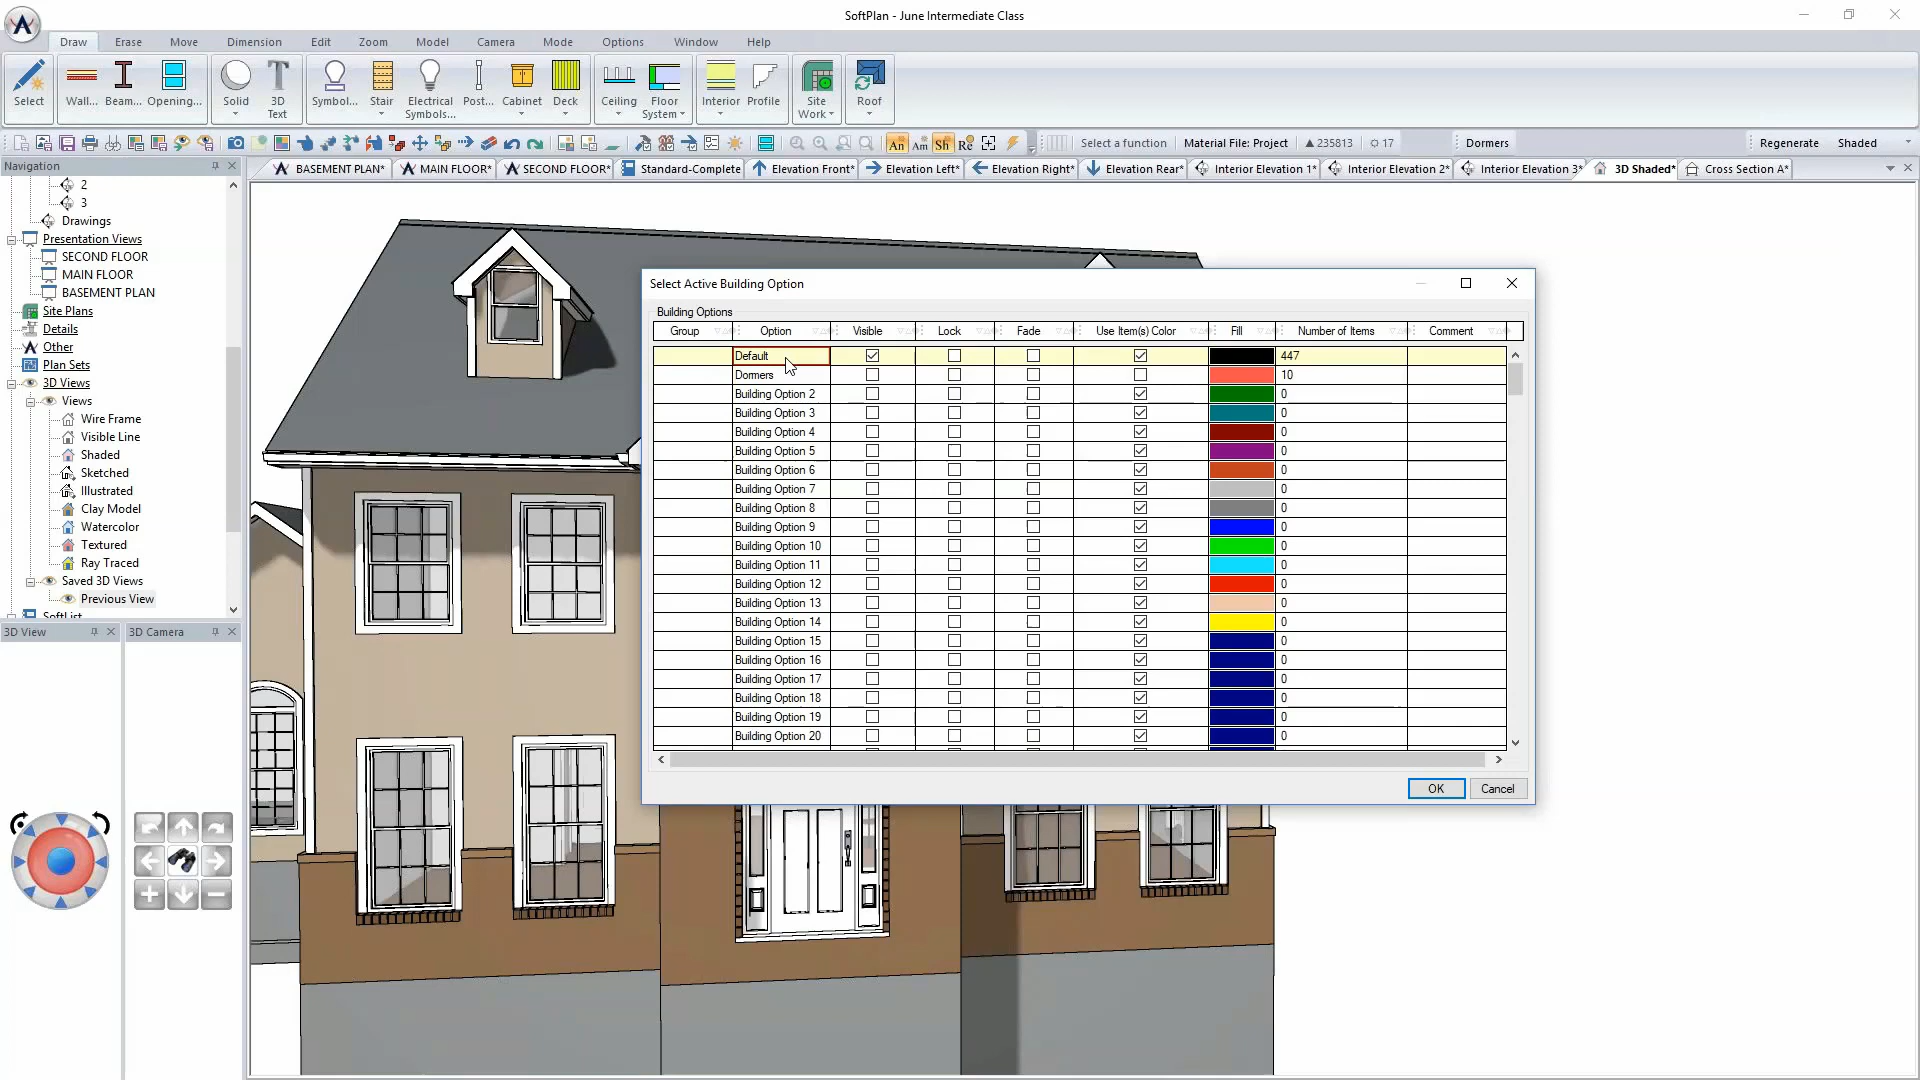 SoftPlan - June Intermediate Class
Draw Erase Move Dimension Edit Zoom Model Camera Mode Options Window Help
Select Wall... Beam... Opening... Solid 3D Text Symbol... Stair Electrical Symbols... Post... Cabinet Deck Ceiling Floor System Interior Profile Site Work Roof
An Am Sh Re Select a function Material File: Project 235813 17 Dormers Regenerate Shaded
Navigation
BASEMENT PLAN* MAIN FLOOR* SECOND FLOOR* Standard-Complete Elevation Front* Elevation Left* Elevation Right* Elevation Rear* Interior Elevation 1* Interior Elevation 2* Interior Elevation 3* 3D Shaded* Cross Section A*
2
3
Drawings
Presentation Views
SECOND FLOOR
MAIN FLOOR
BASEMENT PLAN
Site Plans
Details
Other
Plan Sets
3D Views
Views
Wire Frame
Visible Line
Shaded
Sketched
Illustrated
Clay Model
Watercolor
Textured
Ray Traced
Saved 3D Views
Previous View
SoftList
3D View 3D Camera
Select Active Building Option
Building Options
Group Option Visible Lock Fade Use Item(s) Color Fill Number of Items Comment
Default 447
Dormers 10
Building Option 2 0
Building Option 3 0
Building Option 4 0
Building Option 5 0
Building Option 6 0
Building Option 7 0
Building Option 8 0
Building Option 9 0
Building Option 10 0
Building Option 11 0
Building Option 12 0
Building Option 13 0
Building Option 14 0
Building Option 15 0
Building Option 16 0
Building Option 17 0
Building Option 18 0
Building Option 19 0
Building Option 20 0
OK Cancel